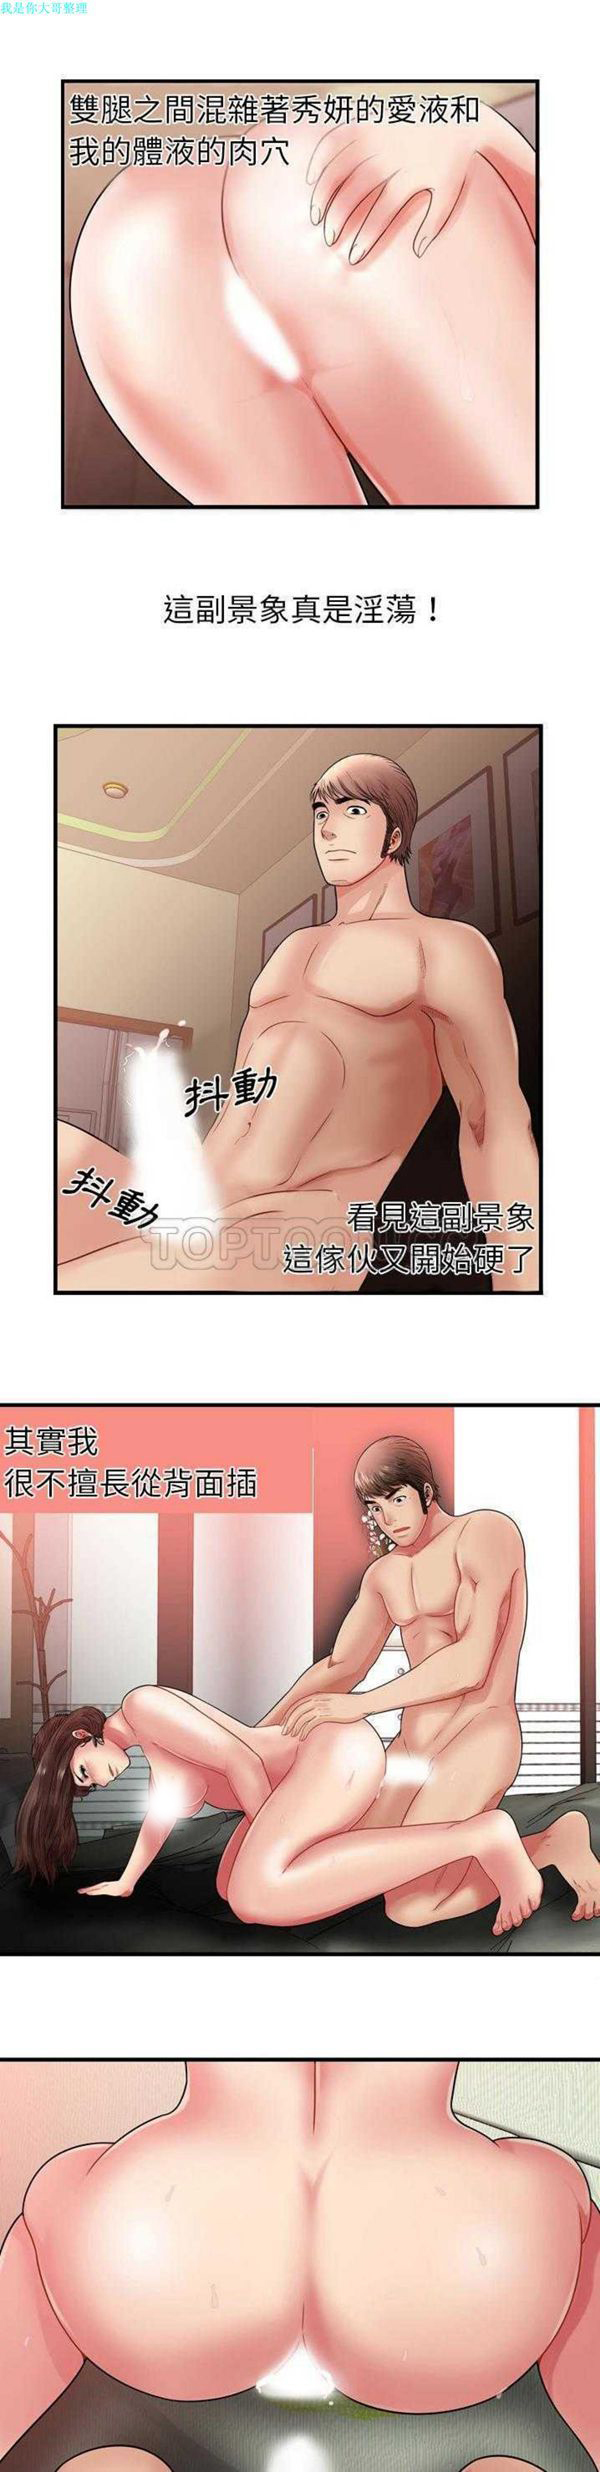 我是你大哥整理
雙腿之間混雜著秀妍的愛液和
我的體液的肉穴
這副景象真是淫蕩！
抖動
抖動
看見這副景象
這傢伙又開始硬了
其實我
很不擅長從背面插